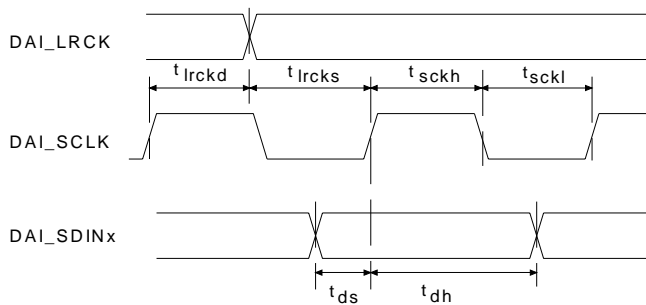 DAI_LRCK
t lrckd t lrcks t sckh t sckl
DAI_SCLK
DAI_SDINx
t ds t dh